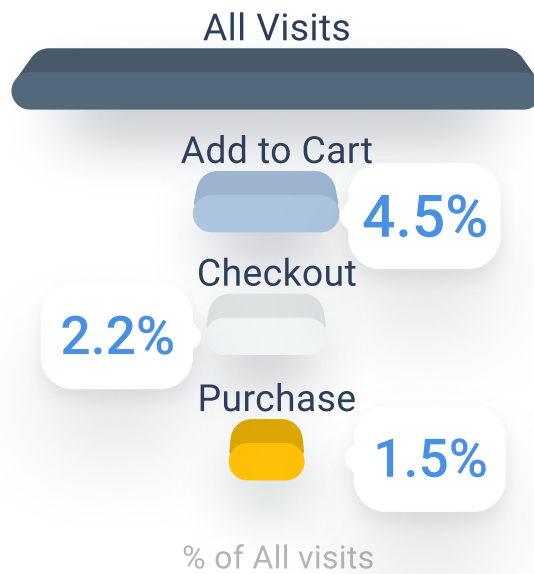 All Visits
Add to Cart
4.5%
Checkout
2.2%
Purchase
1.5%
% of All visits